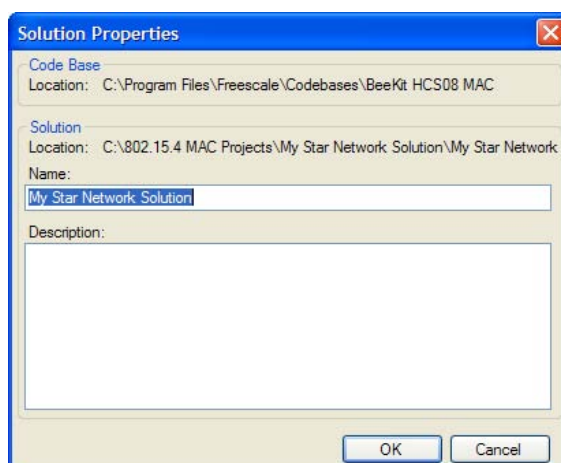 Solution Properties
Code Base
Location: C:\Program Files\Freescale\Codebases\BeeKit HCS08 MAC
Solution
Location: C:\802.15.4 MAC Projects\My Star Network Solution\My Star Network
Name:
My Star Network Solution
Description:
OK Cancel